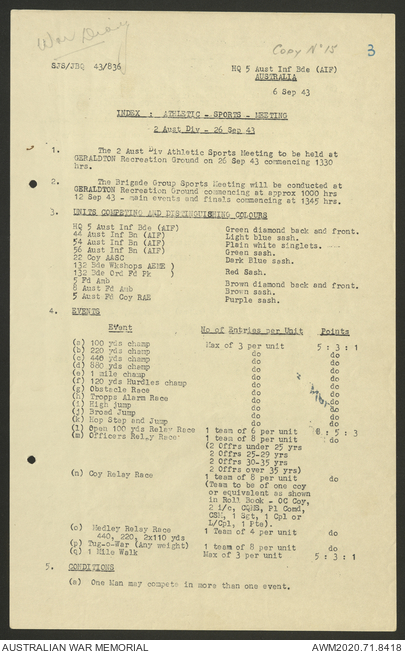 War Diary
Copy No 15
3
SJS/JBQ 43/836
HQ 5 Aust Inf Bde (AIF)
AUSTRALIA
6 Sep 43
INDEX : ATHLETIC - SPORTS - MEETING
2 Aust Div - 26 Sep 43
1. The 2 Aust Div Athletic Sports Meeting to be held at
GERALDTON Recreation Ground on 26 Sep 43 commencing 1330
hrs.
2. The Brigade Group Sports Meeting will be conducted at
GERALDTON Recreation Ground commencing at approx 1000 hrs
12 Sep 43 - main events and finals commencing at 1345 hrs.
3. UNITS COMPETING AND DISTINGUISHING COLOURS
HQ 5 Aust Inf Bde (AIF) Green diamond back and front.
44 Aust Inf Bn (AIF) Light blue sash.
54 Aust Inf Bn (AIF) Plain white singlets.
56 Aust Inf Bn (AIF) Green sash.
22 Coy AASC Dark Blue sash.
132 Bde Wkshops AEME )
132 Bde Ord Fd Pk ) Red Sash.
5 Fd Amb Brown diamond back and front.
8 Aust Fd Amb Brown sash.
5 Aust Fd Coy RAE Purple sash.
4. EVENTS
Event No of Entries per Unit Points
(a) 100 yds champ Max of 3 per unit 5 : 3 : 1
(b) 220 yds champ do do
(c) 440 yds champ do do
(d) 880 yds champ do do
(e) 1 mile champ do do
(f) 120 yds Hurdles champ do do
(g) Obstacle Race do do
(h) Troops Alarm Race do do
(i) High jump do do
(j) Broad Jump do do
(k) Hop Step and Jump do do
(l) Open 100 yds Relay Race 1 team of 6 per unit 8 : 5 : 3
(m) Officers Relay Race 1 team of 8 per unit do
(2 Offrs under 25 yrs
2 Offrs 25-29 yrs
2 Offrs 30-35 yrs
2 Offrs over 35 yrs)
(n) Coy Relay Race 1 team of 8 per unit do
(Team to be of one coy
or equivalent as shown
in Roll Book - OC Coy,
2 i/c, CQMS, Pl Comd,
CSM, 1 Sgt, 1 Cpl or
L/Cpl, 1 Pte).
(o) Medley Relay Race 1 Team of 4 per unit do
440, 220, 2x110 yds
(p) Tug-o-War (Any weight) 1 team of 8 per unit do
(q) 1 Mile Walk Max of 3 per unit 5 : 3 : 1
5. CONDITIONS
(a) One Man may compete in more than one event.
AUSTRALIAN WAR MEMORIAL
AWM2020.71.8418